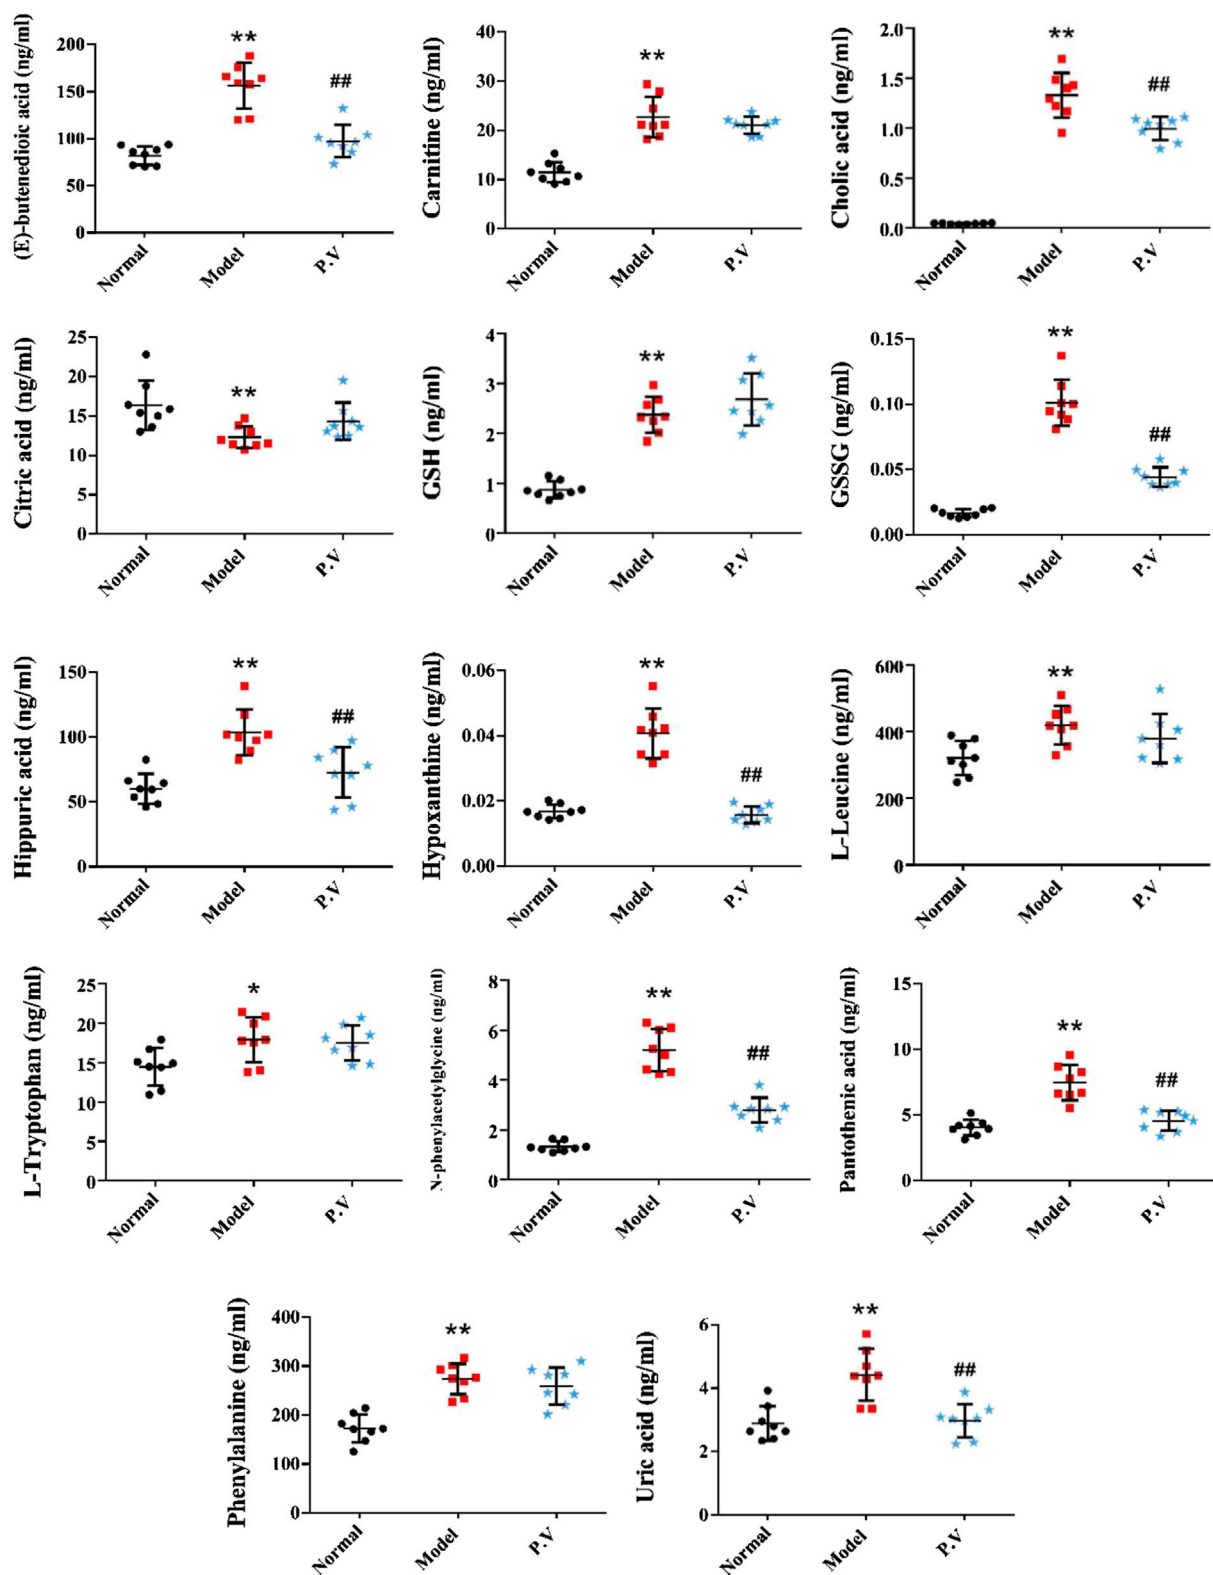 (E)-butenedioic acid (ng/ml)
200
150
100
50
0
**
##
Normal
Model
P.V
Carnitine (ng/ml)
40
30
20
10
0
**
Normal
Model
P.V
Cholic acid (ng/ml)
2.0
1.5
1.0
0.5
0.0
**
##
Normal
Model
P.V
Citric acid (ng/ml)
25
20
15
10
5
0
**
Normal
Model
P.V
GSH (ng/ml)
4
3
2
1
0
**
Normal
Model
P.V
GSSG (ng/ml)
0.15
0.10
0.05
0.00
**
##
Normal
Model
P.V
Hippuric acid (ng/ml)
150
100
50
0
**
##
Normal
Model
P.V
Hypoxanthine (ng/ml)
0.06
0.04
0.02
0.00
**
##
Normal
Model
P.V
L-Leucine (ng/ml)
600
400
200
0
**
Normal
Model
P.V
L-Tryptophan (ng/ml)
25
20
15
10
5
0
*
Normal
Model
P.V
N-phenylacetylglycine (ng/ml)
8
6
4
2
0
**
##
Normal
Model
P.V
Pantothenic acid (ng/ml)
15
10
5
0
**
##
Normal
Model
P.V
Phenylalanine (ng/ml)
400
300
200
100
0
**
Normal
Model
P.V
Uric acid (ng/ml)
6
4
2
0
**
##
Normal
Model
P.V